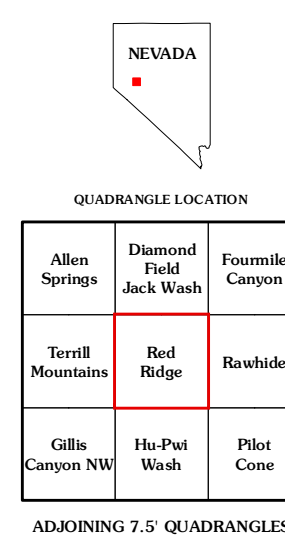 NEVADA
QUADRANGLE LOCATION
Allen
Springs
Diamond
Field
Jack Wash
Fourmile
Canyon
Terrill
Mountains
Red
Ridge
Rawhide
Gillis
Canyon NW
Hu-Pwi
Wash
Pilot
Cone
ADJOINING 7.5' QUADRANGLES